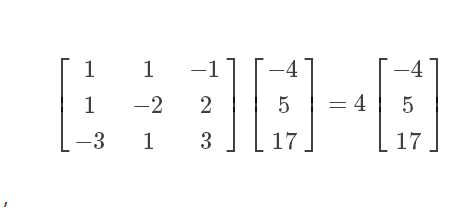 [1 1 −1; 1 −2 2; −3 1 3] [−4; 5; 17] = 4 [−4; 5; 17]